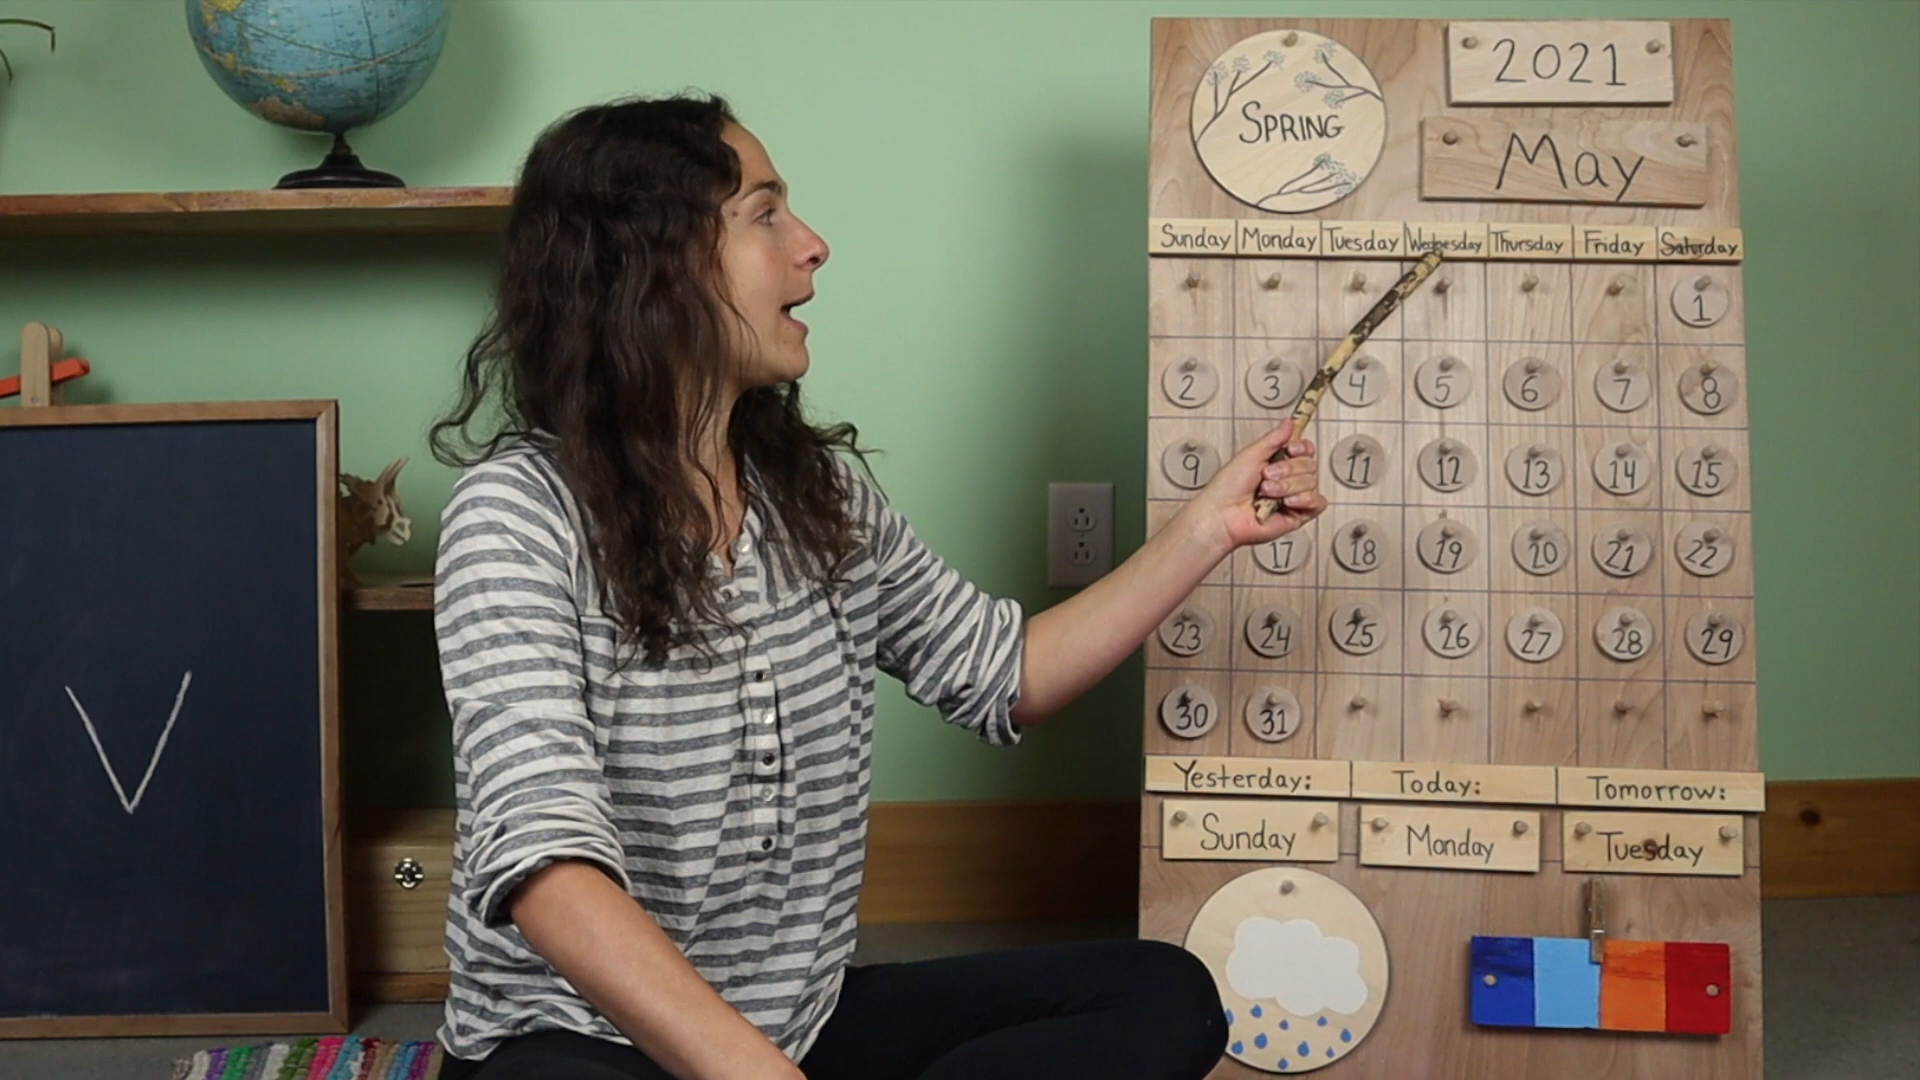 V
SPRING
2021
May
Sunday Monday Tuesday Wednesday Thursday Friday Saturday
1
2 3 4 5 6 7 8
9 11 12 13 14 15
17 18 19 20 21 22
23 24 25 26 27 28 29
30 31
Yesterday: Today: Tomorrow:
Sunday Monday Tuesday